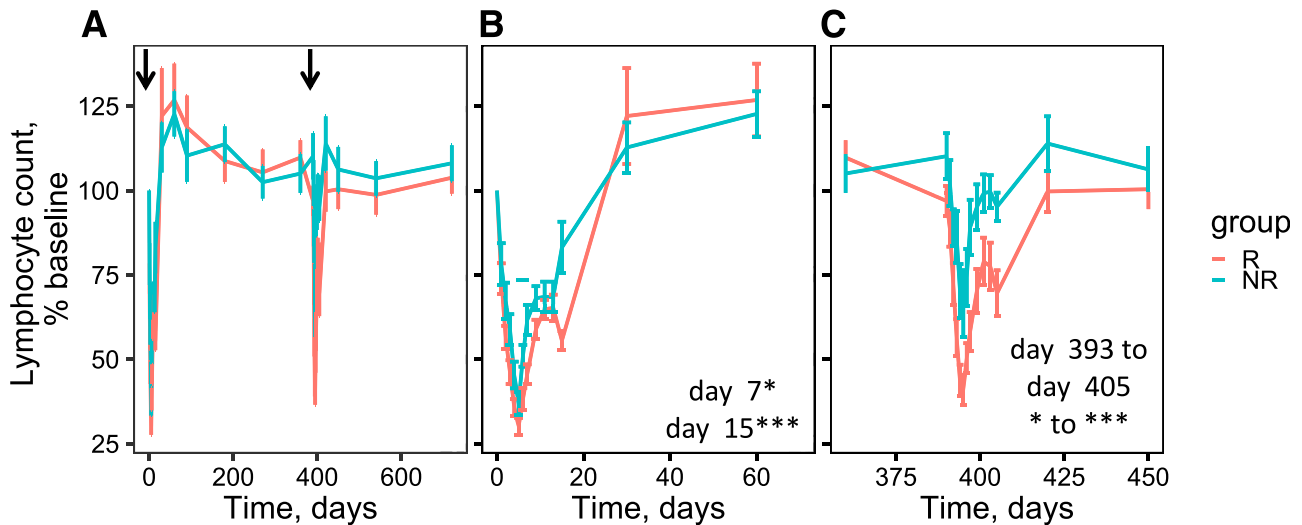 A
B
C
Lymphocyte count,
% baseline
125
100
75
50
25
0 200 400 600
0 20 40 60
375 400 425 450
Time, days
Time, days
Time, days
day 7*
day 15***
day 393 to
day 405
* to ***
group
R
NR